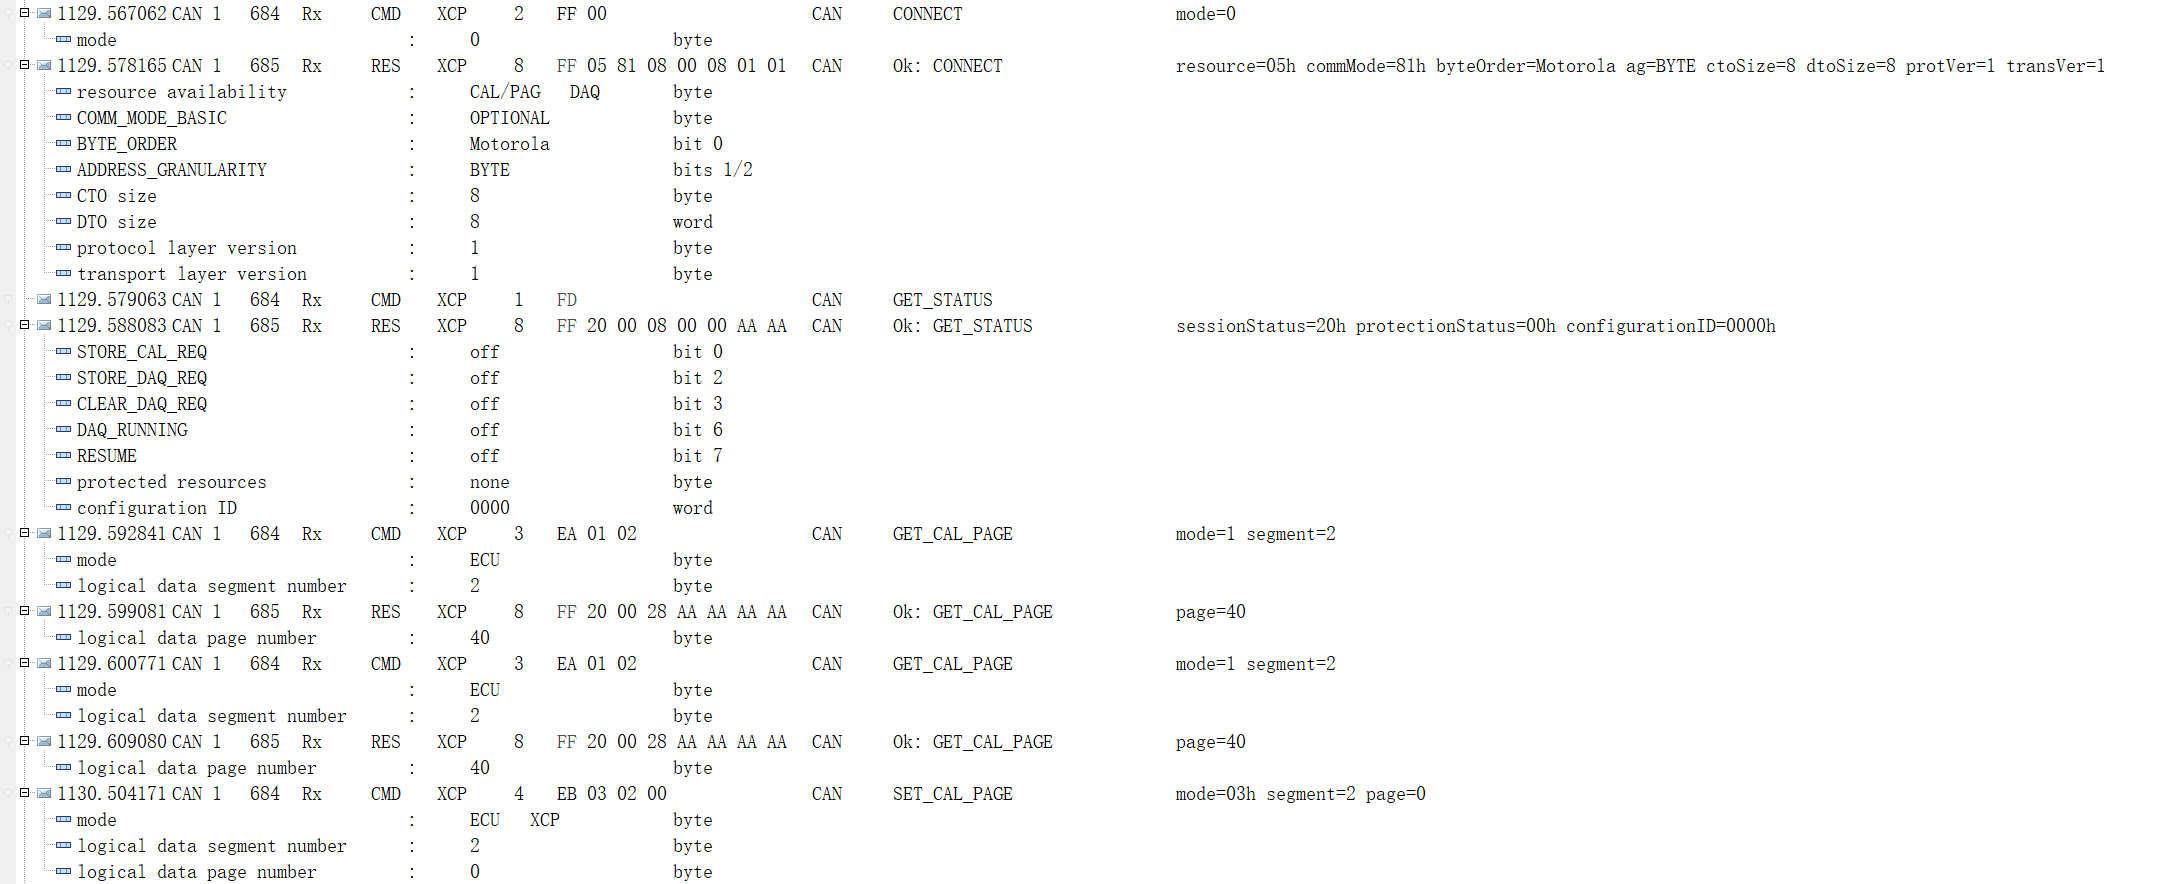 1129.567062 CAN 1 684 Rx CMD XCP 2 FF 00 CAN CONNECT mode=0
mode : 0 byte
1129.578165 CAN 1 685 Rx RES XCP 8 FF 05 81 08 00 08 01 01 CAN Ok: CONNECT resource=05h commMode=81h byteOrder=Motorola ag=BYTE ctoSize=8 dtoSize=8 protVer=1 transVer=1
resource availability : CAL/PAG DAQ byte
COMM_MODE_BASIC : OPTIONAL byte
BYTE_ORDER : Motorola bit 0
ADDRESS_GRANULARITY : BYTE bits 1/2
CTO size : 8 byte
DTO size : 8 word
protocol layer version : 1 byte
transport layer version : 1 byte
1129.579063 CAN 1 684 Rx CMD XCP 1 FD CAN GET_STATUS
1129.588083 CAN 1 685 Rx RES XCP 8 FF 20 00 08 00 00 AA AA CAN Ok: GET_STATUS sessionStatus=20h protectionStatus=00h configurationID=0000h
STORE_CAL_REQ : off bit 0
STORE_DAQ_REQ : off bit 2
CLEAR_DAQ_REQ : off bit 3
DAQ_RUNNING : off bit 6
RESUME : off bit 7
protected resources : none byte
configuration ID : 0000 word
1129.592841 CAN 1 684 Rx CMD XCP 3 EA 01 02 CAN GET_CAL_PAGE mode=1 segment=2
mode : ECU byte
logical data segment number : 2 byte
1129.599081 CAN 1 685 Rx RES XCP 8 FF 20 00 28 AA AA AA AA CAN Ok: GET_CAL_PAGE page=40
logical data page number : 40 byte
1129.600771 CAN 1 684 Rx CMD XCP 3 EA 01 02 CAN GET_CAL_PAGE mode=1 segment=2
mode : ECU byte
logical data segment number : 2 byte
1129.609080 CAN 1 685 Rx RES XCP 8 FF 20 00 28 AA AA AA AA CAN Ok: GET_CAL_PAGE page=40
logical data page number : 40 byte
1130.504171 CAN 1 684 Rx CMD XCP 4 EB 03 02 00 CAN SET_CAL_PAGE mode=03h segment=2 page=0
mode : ECU XCP byte
logical data segment number : 2 byte
logical data page number : 0 byte